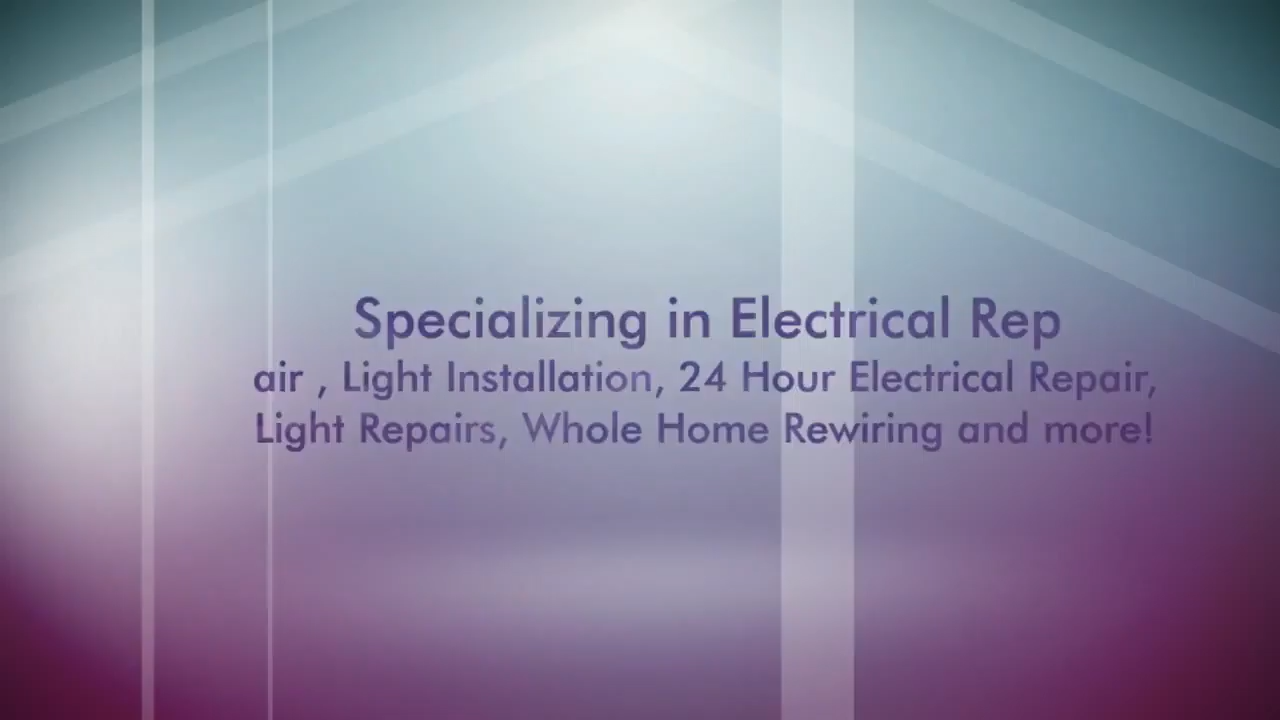 Specializing in Electrical Rep
air , Light Installation, 24 Hour Electrical Repair,
Light Repairs, Whole Home Rewiring and more!